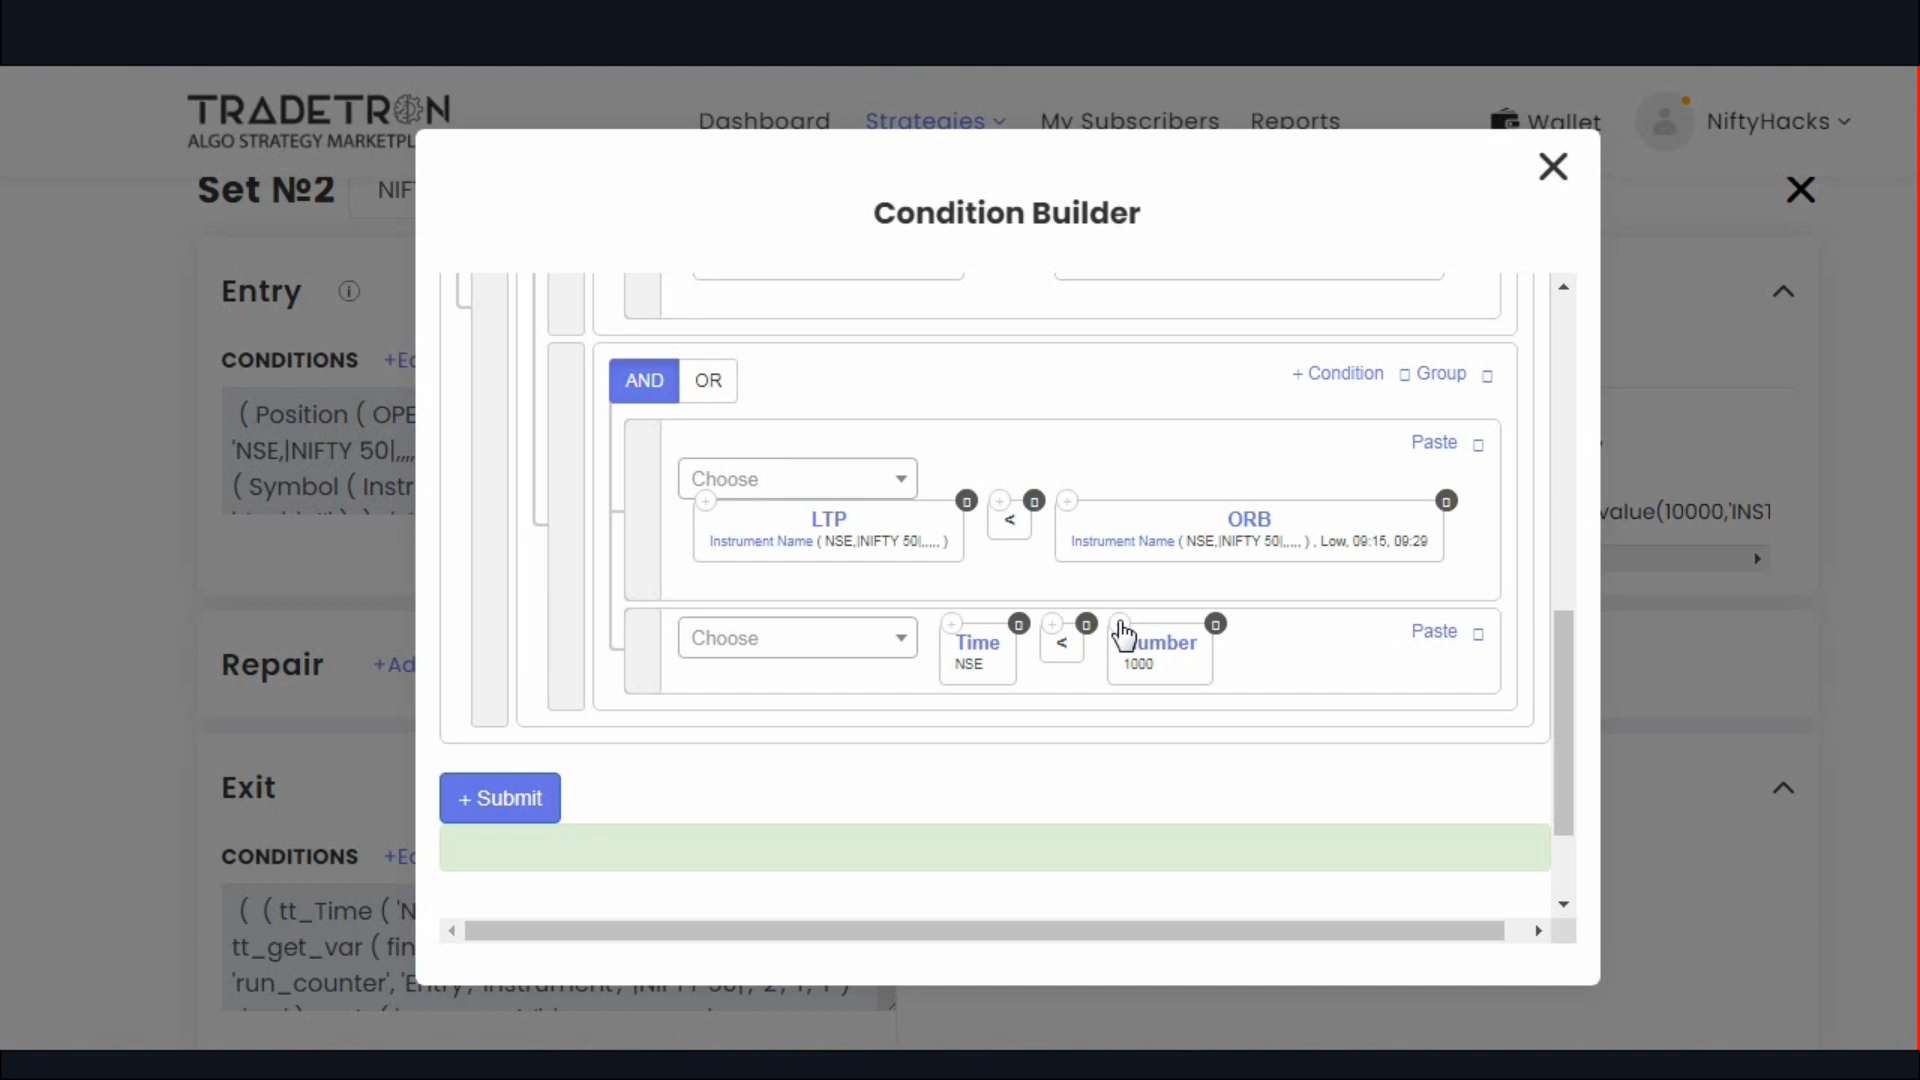 TRADETRON
ALGO STRATEGY MARKETPL
Dashboard
Strategies
My Subscribers
Reports
Wallet
NiftyHacks
Set №2
NIF
Condition Builder
Entry
CONDITIONS
( Position ( OPE
'NSE,|NIFTY 50|,,,,
( Symbol ( Instr
value(10000,'INST
AND
OR
+ Condition
Group
Paste
Choose
LTP
Instrument Name ( NSE,|NIFTY 50|,,,,, )
<
ORB
Instrument Name ( NSE,|NIFTY 50|,,,,, ) , Low, 09:15, 09:29
Choose
Time
NSE
<
umber
1000
Paste
Repair
+Ad
+ Submit
Exit
CONDITIONS
( ( tt_Time ( 'N
tt_get_var ( fin
'run_counter', 'Entry', 'Instrument', '|NIFTY 50|', '2', 1, 1 )